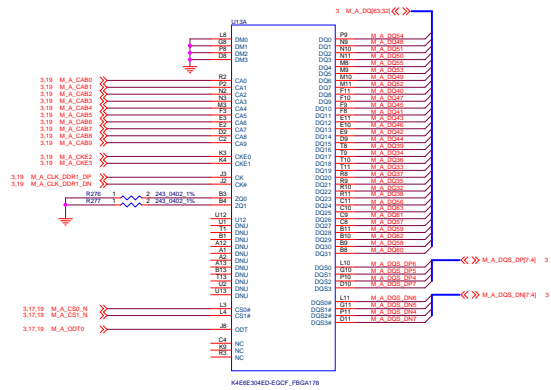 3 M_A_DQ[63:32]
U13A
L8 DM0
G8 DM1
P8 DM2
D8 DM3
3,19 M_A_CAB0 R2 CA0
3,19 M_A_CAB1 P2 CA1
3,19 M_A_CAB2 N2 CA2
3,19 M_A_CAB3 N3 CA3
3,19 M_A_CAB4 M3 CA4
3,19 M_A_CAB5 F3 CA5
3,19 M_A_CAB6 E3 CA6
3,19 M_A_CAB7 E2 CA7
3,19 M_A_CAB8 D2 CA8
3,19 M_A_CAB9 C2 CA9
3,19 M_A_CKE2 K3 CKE0
3,19 M_A_CKE3 K4 CKE1
3,19 M_A_CLK_DDR1_DP J3 CK
3,19 M_A_CLK_DDR1_DN J2 CK#
R276 1 2 243_0402_1% B3 ZQ0
R277 1 2 243_0402_1% B4 ZQ1
U12 DNU
U1 DNU
T1 DNU
B1 DNU
A12 DNU
A1 DNU
A2 DNU
A13 DNU
B13 DNU
T13 DNU
U2 DNU
U13 DNU
3,17,19 M_A_CS0_N L3 CS0#
3,17,19 M_A_CS1_N L4 CS1#
3,17,19 M_A_ODT0 J8 ODT
C4 NC
K9 NC
R3 NC
DQ0 P9 M_A_DQ54
DQ1 N9 M_A_DQ48
DQ2 N10 M_A_DQ51
DQ3 N11 M_A_DQ50
DQ4 M8 M_A_DQ55
DQ5 M9 M_A_DQ53
DQ6 M10 M_A_DQ49
DQ7 M11 M_A_DQ52
DQ8 F11 M_A_DQ40
DQ9 F10 M_A_DQ47
DQ10 F9 M_A_DQ45
DQ11 F8 M_A_DQ41
DQ12 E11 M_A_DQ43
DQ13 E10 M_A_DQ46
DQ14 E9 M_A_DQ42
DQ15 D9 M_A_DQ44
DQ16 T8 M_A_DQ39
DQ17 T9 M_A_DQ34
DQ18 T10 M_A_DQ36
DQ19 T11 M_A_DQ33
DQ20 R8 M_A_DQ37
DQ21 R9 M_A_DQ35
DQ22 R10 M_A_DQ32
DQ23 R11 M_A_DQ38
DQ24 C11 M_A_DQ56
DQ25 C10 M_A_DQ63
DQ26 C9 M_A_DQ61
DQ27 C8 M_A_DQ57
DQ28 B11 M_A_DQ59
DQ29 B10 M_A_DQ62
DQ30 B9 M_A_DQ58
DQ31 B8 M_A_DQ60
M_A_DQS_DP[7:4] 3
DQS0 L10 M_A_DQS_DP6
DQS1 G10 M_A_DQS_DP5
DQS2 P10 M_A_DQS_DP4
DQS3 D10 M_A_DQS_DP7
M_A_DQS_DN[7:4] 3
DQS0# L11 M_A_DQS_DN6
DQS1# G11 M_A_DQS_DN5
DQS2# P11 M_A_DQS_DN4
DQS3# D11 M_A_DQS_DN7
K4E6E304ED-EGCF_FBGA178